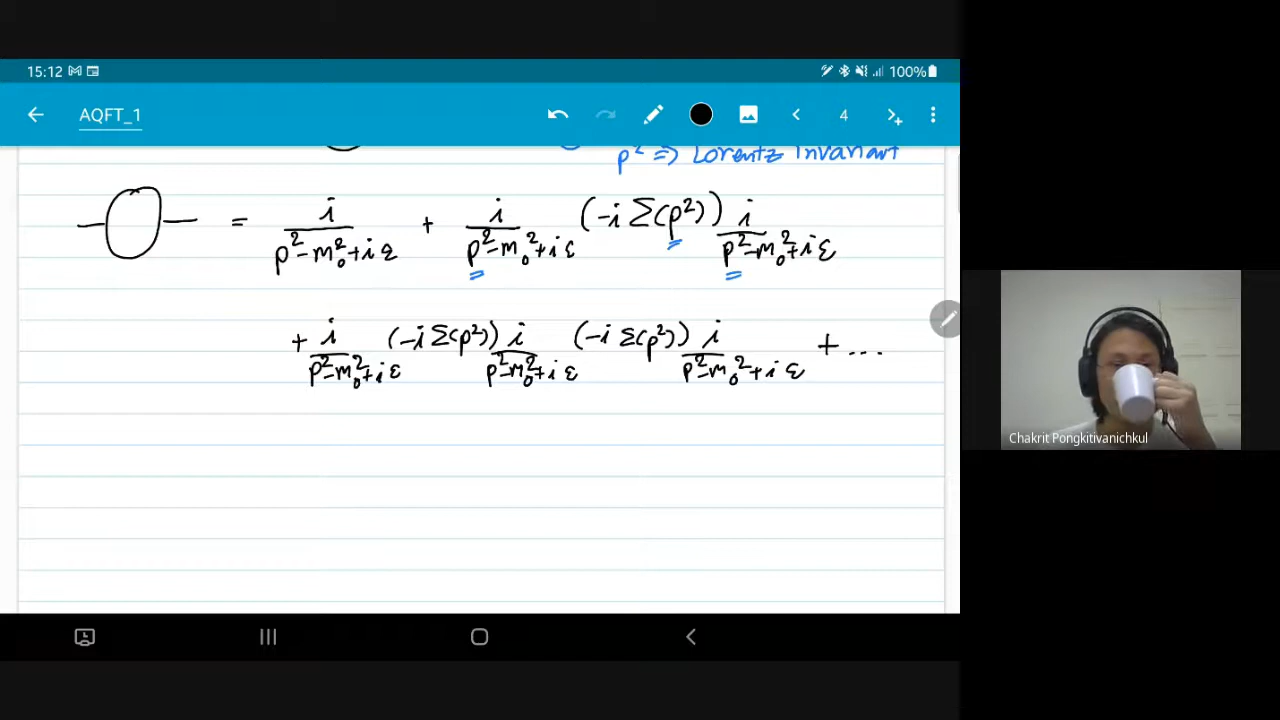 15:12 100%
AQFT_1 4
p² => Lorentz Invariant
= i/(p²-m₀²+iε) + i/(p²-m₀²+iε) (-i Σ(p²)) i/(p²-m₀²+iε)
+ i/(p²-m₀²+iε) (-i Σ(p²)) i/(p²-m₀²+iε) (-i Σ(p²)) i/(p²-m₀²+iε) + ...
Chakrit Pongkitivanichkul